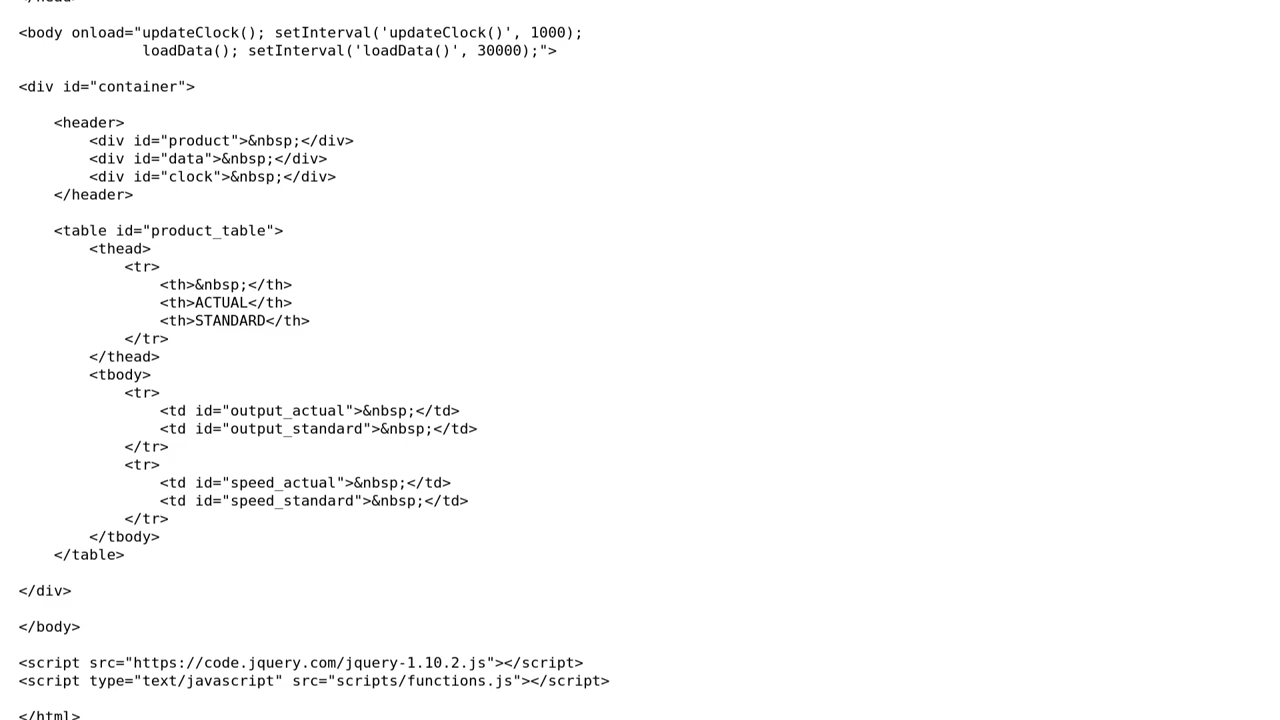 </head>
<body onload="updateClock(); setInterval('updateClock()', 1000);
              loadData(); setInterval('loadData()', 30000);">
<div id="container">
    <header>
        <div id="product">&nbsp;</div>
        <div id="data">&nbsp;</div>
        <div id="clock">&nbsp;</div>
    </header>
    <table id="product_table">
        <thead>
            <tr>
                <th>&nbsp;</th>
                <th>ACTUAL</th>
                <th>STANDARD</th>
            </tr>
        </thead>
        <tbody>
            <tr>
                <td id="output_actual">&nbsp;</td>
                <td id="output_standard">&nbsp;</td>
            </tr>
            <tr>
                <td id="speed_actual">&nbsp;</td>
                <td id="speed_standard">&nbsp;</td>
            </tr>
        </tbody>
    </table>
</div>
</body>
<script src="https://code.jquery.com/jquery-1.10.2.js"></script>
<script type="text/javascript" src="scripts/functions.js"></script>
</html>